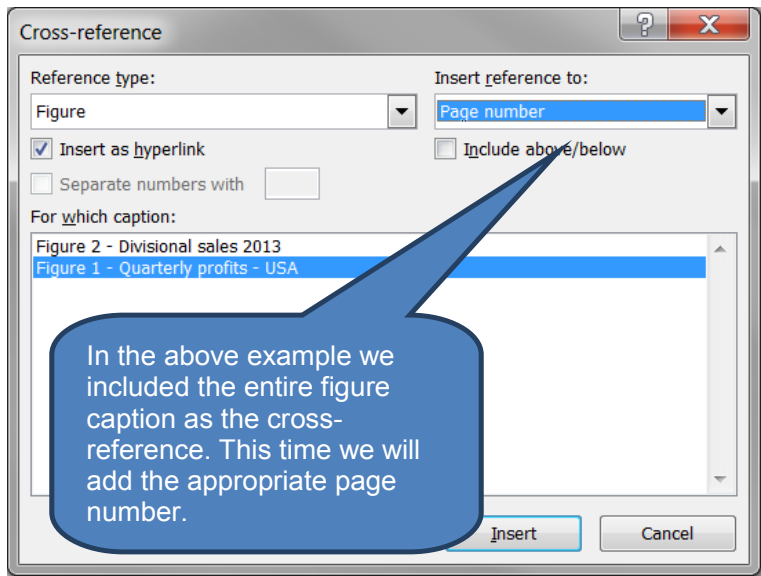 Cross-reference
Reference type:
Insert reference to:
Figure
Page number
Insert as hyperlink
Include above/below
Separate numbers with
For which caption:
Figure 2 - Divisional sales 2013
Figure 1 - Quarterly profits - USA
In the above example we
included the entire figure
caption as the cross-
reference. This time we will
add the appropriate page
number.
Insert
Cancel